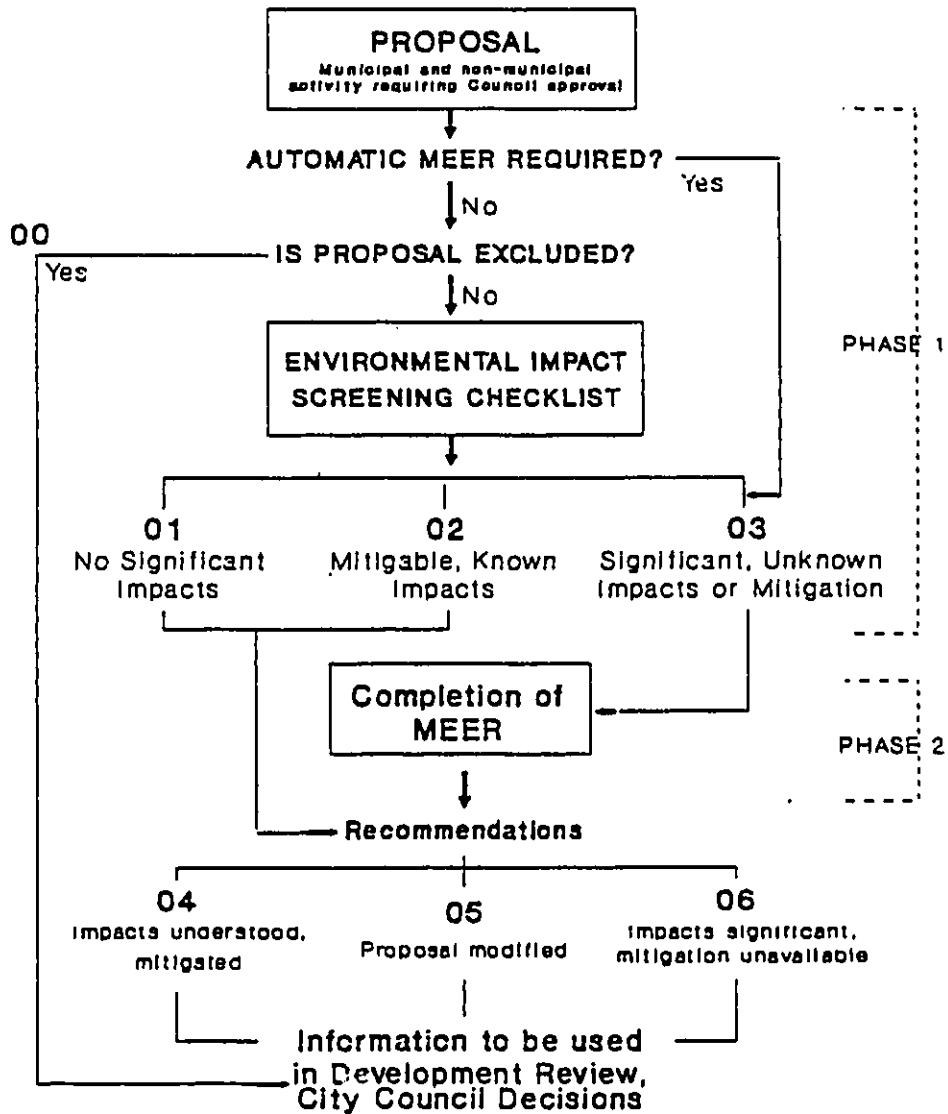 PROPOSAL
Municipal and non-municipal
activity requiring Council approval
AUTOMATIC MEER REQUIRED?
Yes
No
00
IS PROPOSAL EXCLUDED?
Yes
No
ENVIRONMENTAL IMPACT
SCREENING CHECKLIST
PHASE 1
01
No Significant
Impacts
02
Mitigable, Known
Impacts
03
Significant, Unknown
Impacts or Mitigation
Completion of
MEER
PHASE 2
Recommendations
04
Impacts understood,
mitigated
05
Proposal modified
06
Impacts significant,
mitigation unavailable
Information to be used
in Development Review,
City Council Decisions